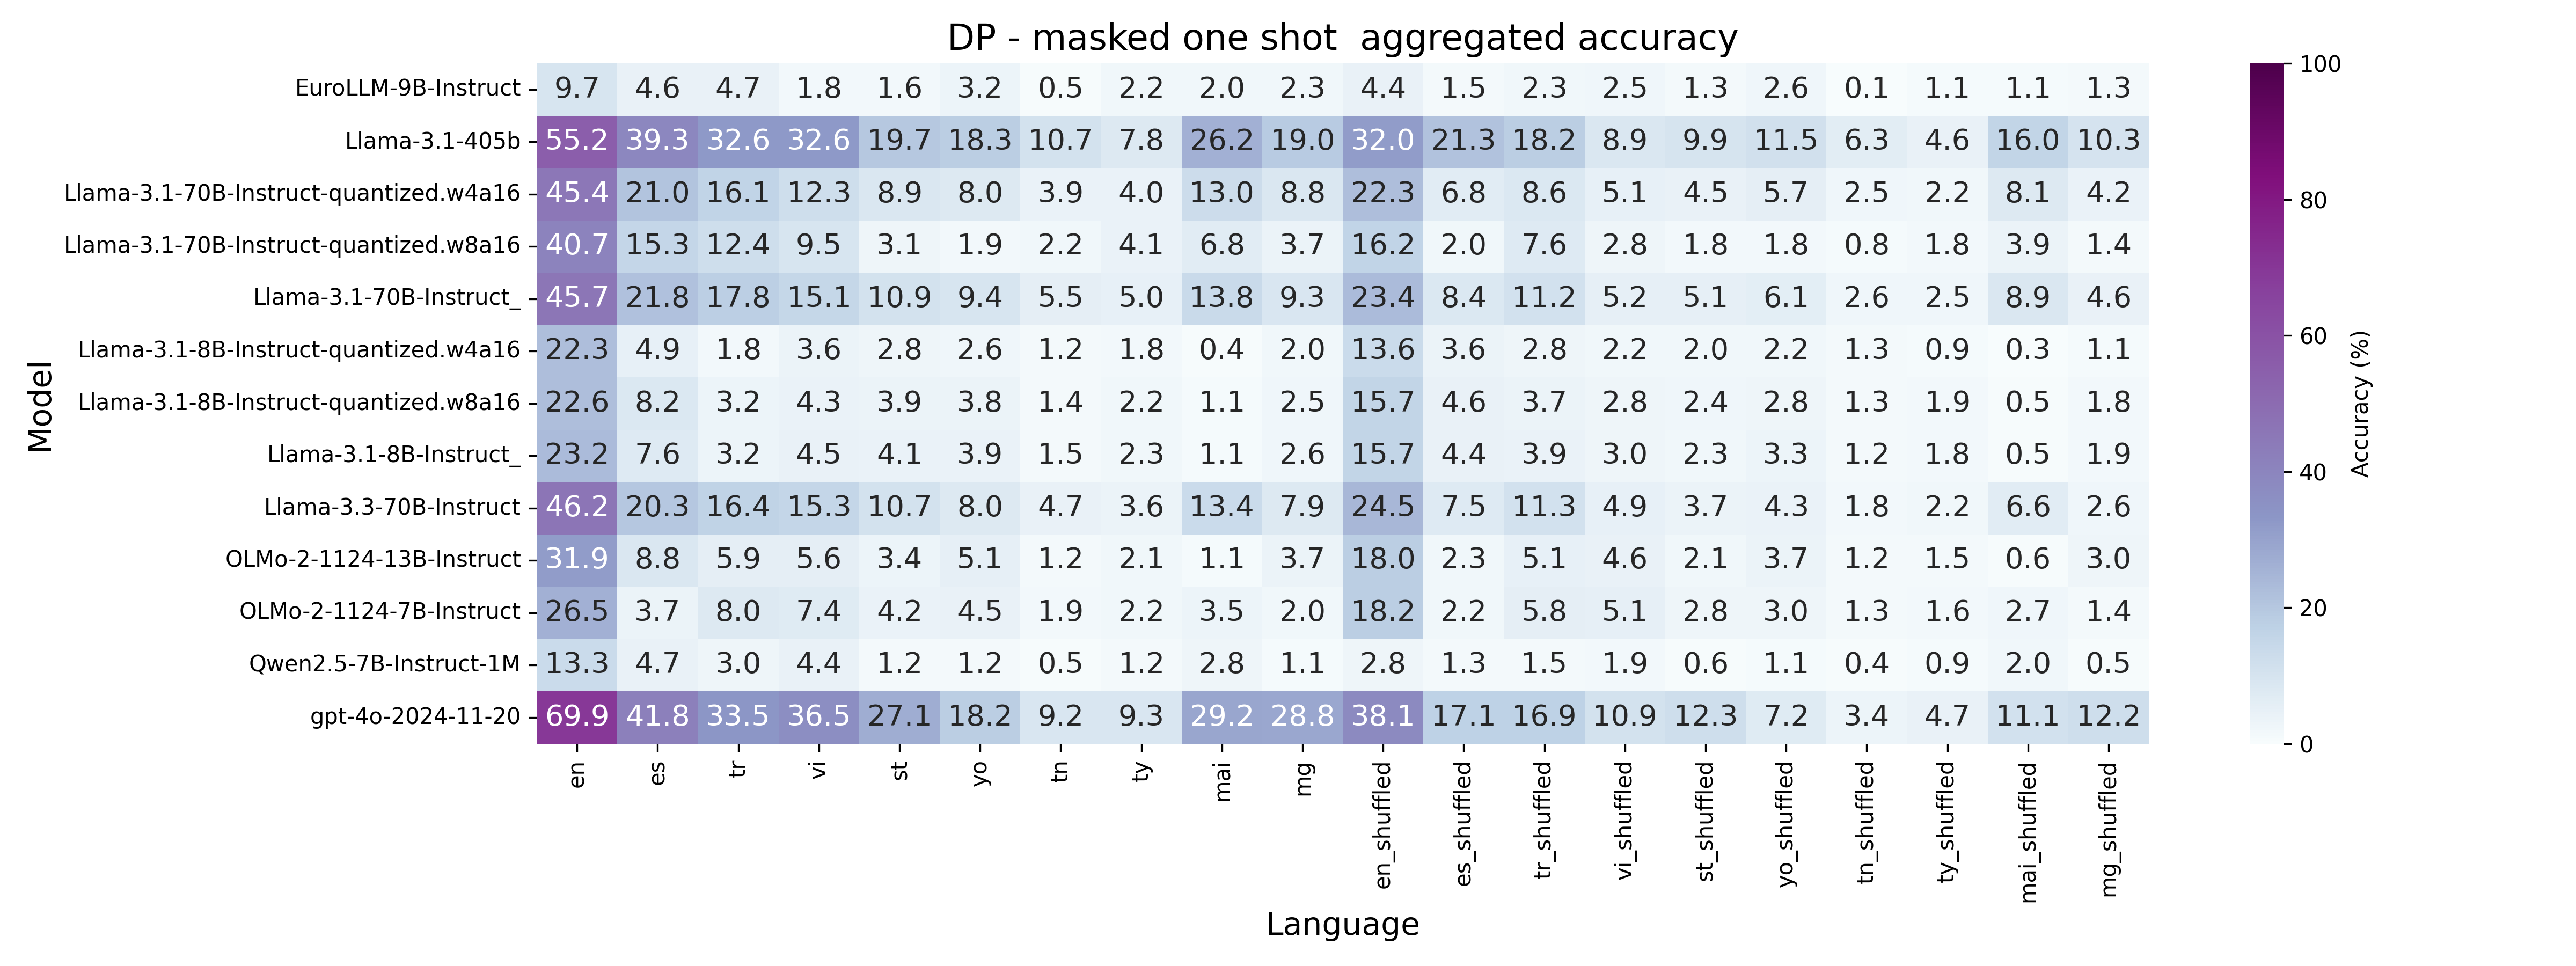 DP - masked one shot  aggregated accuracy
Model
EuroLLM-9B-Instruct 9.7 4.6 4.7 1.8 1.6 3.2 0.5 2.2 2.0 2.3 4.4 1.5 2.3 2.5 1.3 2.6 0.1 1.1 1.1 1.3
Llama-3.1-405b 55.2 39.3 32.6 32.6 19.7 18.3 10.7 7.8 26.2 19.0 32.0 21.3 18.2 8.9 9.9 11.5 6.3 4.6 16.0 10.3
Llama-3.1-70B-Instruct-quantized.w4a16 45.4 21.0 16.1 12.3 8.9 8.0 3.9 4.0 13.0 8.8 22.3 6.8 8.6 5.1 4.5 5.7 2.5 2.2 8.1 4.2
Llama-3.1-70B-Instruct-quantized.w8a16 40.7 15.3 12.4 9.5 3.1 1.9 2.2 4.1 6.8 3.7 16.2 2.0 7.6 2.8 1.8 1.8 0.8 1.8 3.9 1.4
Llama-3.1-70B-Instruct_ 45.7 21.8 17.8 15.1 10.9 9.4 5.5 5.0 13.8 9.3 23.4 8.4 11.2 5.2 5.1 6.1 2.6 2.5 8.9 4.6
Llama-3.1-8B-Instruct-quantized.w4a16 22.3 4.9 1.8 3.6 2.8 2.6 1.2 1.8 0.4 2.0 13.6 3.6 2.8 2.2 2.0 2.2 1.3 0.9 0.3 1.1
Llama-3.1-8B-Instruct-quantized.w8a16 22.6 8.2 3.2 4.3 3.9 3.8 1.4 2.2 1.1 2.5 15.7 4.6 3.7 2.8 2.4 2.8 1.3 1.9 0.5 1.8
Llama-3.1-8B-Instruct_ 23.2 7.6 3.2 4.5 4.1 3.9 1.5 2.3 1.1 2.6 15.7 4.4 3.9 3.0 2.3 3.3 1.2 1.8 0.5 1.9
Llama-3.3-70B-Instruct 46.2 20.3 16.4 15.3 10.7 8.0 4.7 3.6 13.4 7.9 24.5 7.5 11.3 4.9 3.7 4.3 1.8 2.2 6.6 2.6
OLMo-2-1124-13B-Instruct 31.9 8.8 5.9 5.6 3.4 5.1 1.2 2.1 1.1 3.7 18.0 2.3 5.1 4.6 2.1 3.7 1.2 1.5 0.6 3.0
OLMo-2-1124-7B-Instruct 26.5 3.7 8.0 7.4 4.2 4.5 1.9 2.2 3.5 2.0 18.2 2.2 5.8 5.1 2.8 3.0 1.3 1.6 2.7 1.4
Qwen2.5-7B-Instruct-1M 13.3 4.7 3.0 4.4 1.2 1.2 0.5 1.2 2.8 1.1 2.8 1.3 1.5 1.9 0.6 1.1 0.4 0.9 2.0 0.5
gpt-4o-2024-11-20 69.9 41.8 33.5 36.5 27.1 18.2 9.2 9.3 29.2 28.8 38.1 17.1 16.9 10.9 12.3 7.2 3.4 4.7 11.1 12.2
en es tr vi st yo tn ty mai mg en_shuffled es_shuffled tr_shuffled vi_shuffled st_shuffled yo_shuffled tn_shuffled ty_shuffled mai_shuffled mg_shuffled
Language
100
80
60
40
20
0
Accuracy (%)